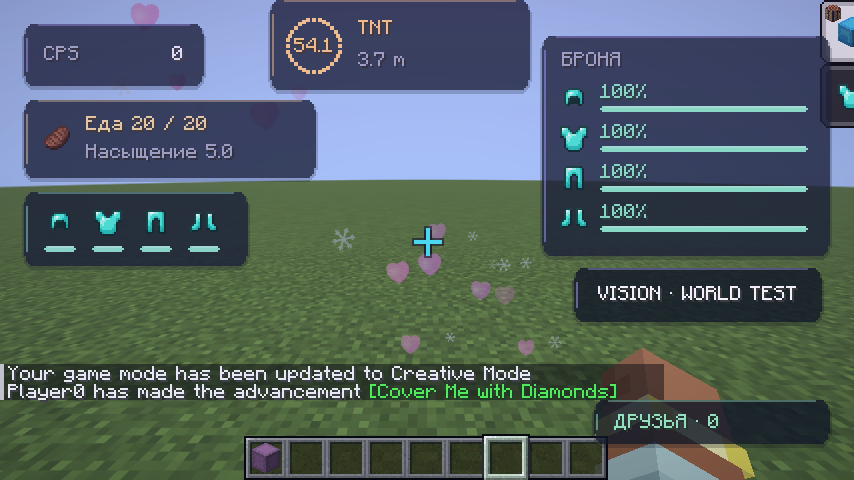 CPS 0
54.1
TNT
3.7 m
Еда 20 / 20
Насыщение 5.0
БРОНЯ
100%
100%
100%
100%
VISION · WORLD TEST
Your game mode has been updated to Creative Mode
Player0 has made the advancement [Cover Me with Diamonds]
ДРУЗЬЯ · 0